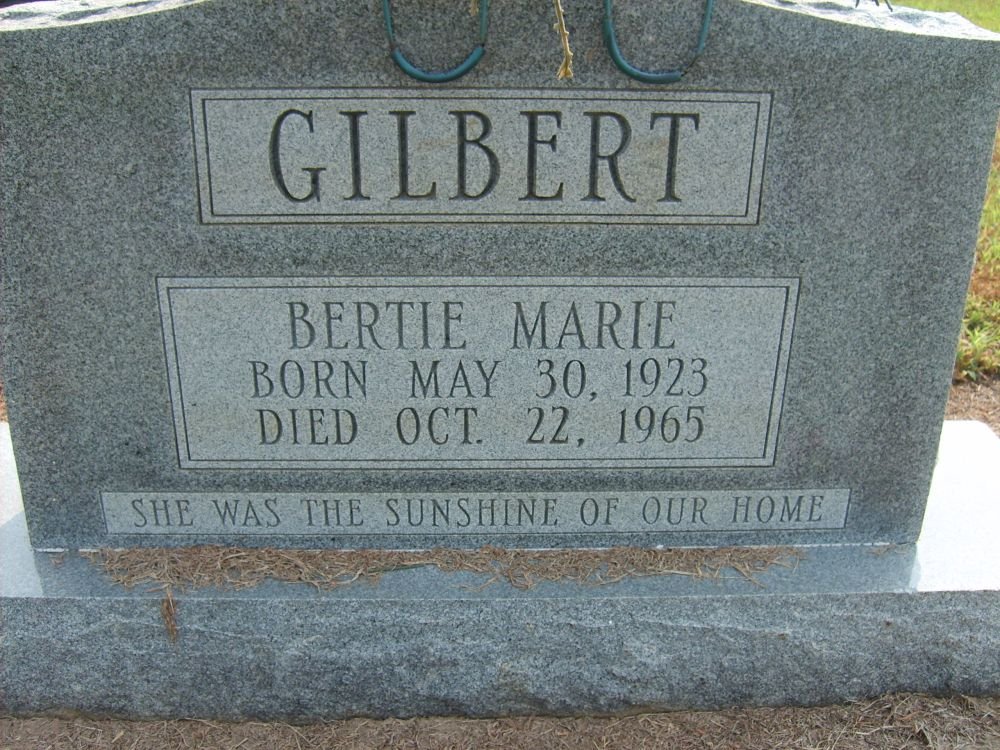 GILBERT
BERTIE MARIE
BORN MAY 30, 1923
DIED OCT. 22, 1965
SHE WAS THE SUNSHINE OF OUR HOME